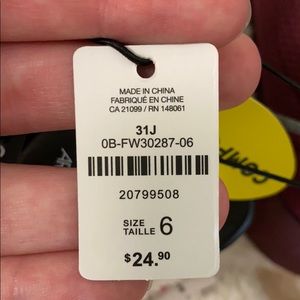 MADE IN CHINA
FABRIQUÉ EN CHINE
CA 21099 / RN 148061
31J
0B-FW30287-06
20799508
SIZE
TAILLE 6
$24.90